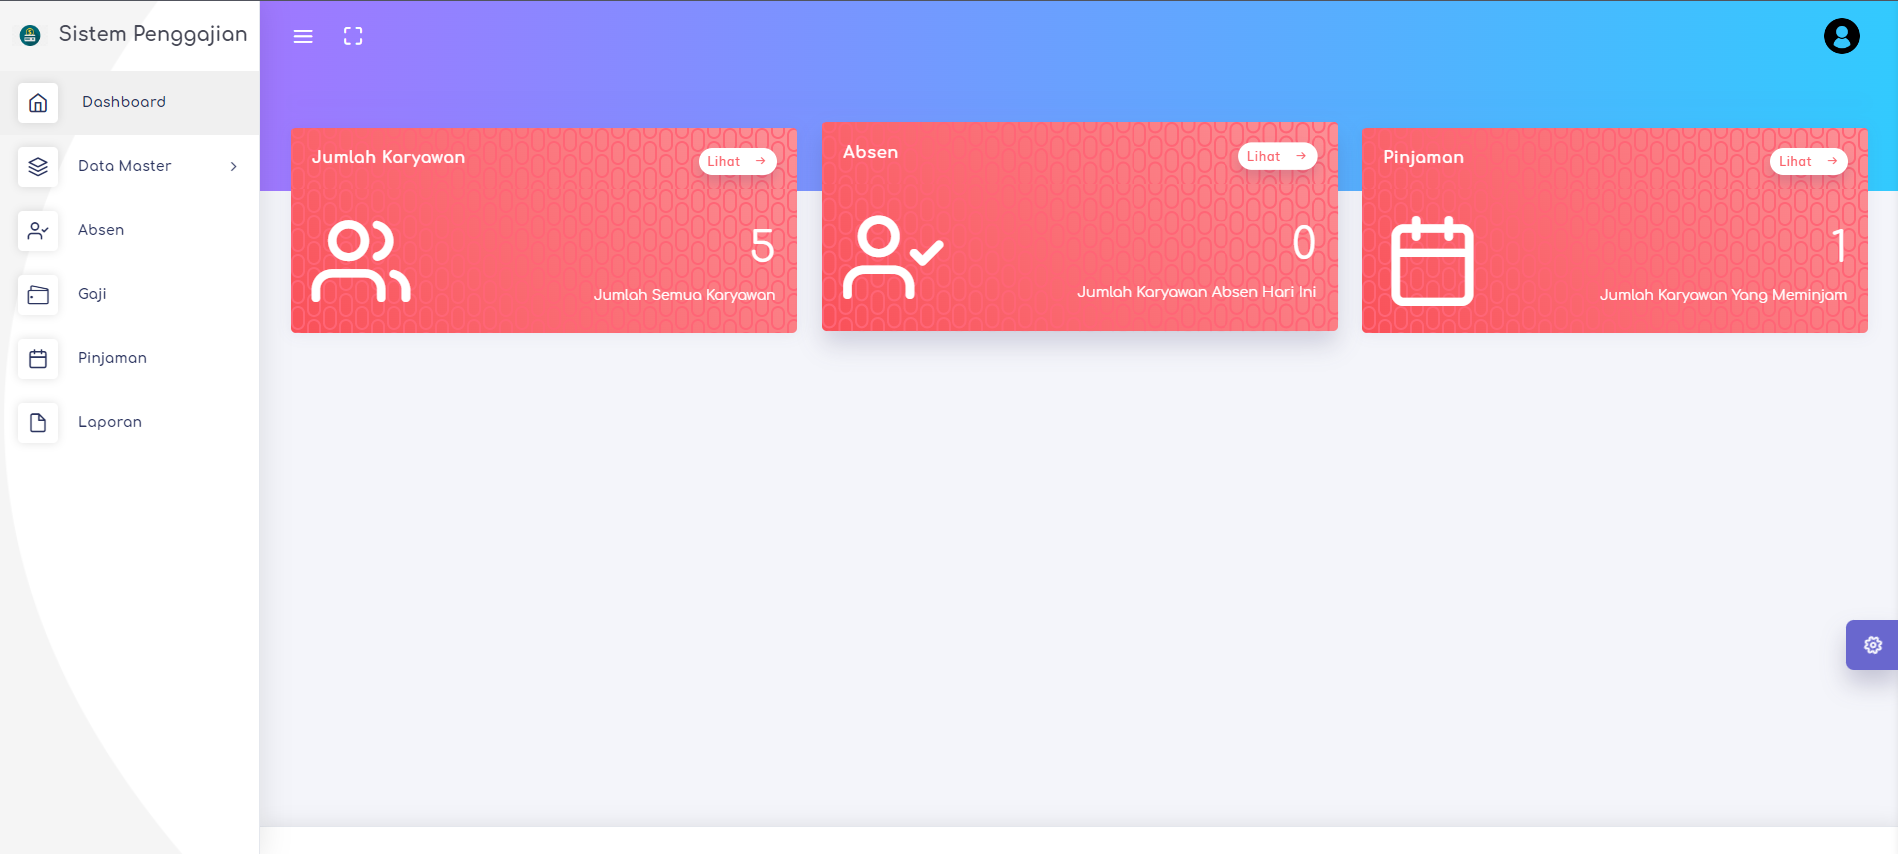 Sistem Penggajian
Dashboard
Data Master
Absen
Gaji
Pinjaman
Laporan
Jumlah Karyawan
Lihat
5
Jumlah Semua Karyawan
Absen
Lihat
0
Jumlah Karyawan Absen Hari Ini
Pinjaman
Lihat
1
Jumlah Karyawan Yang Meminjam